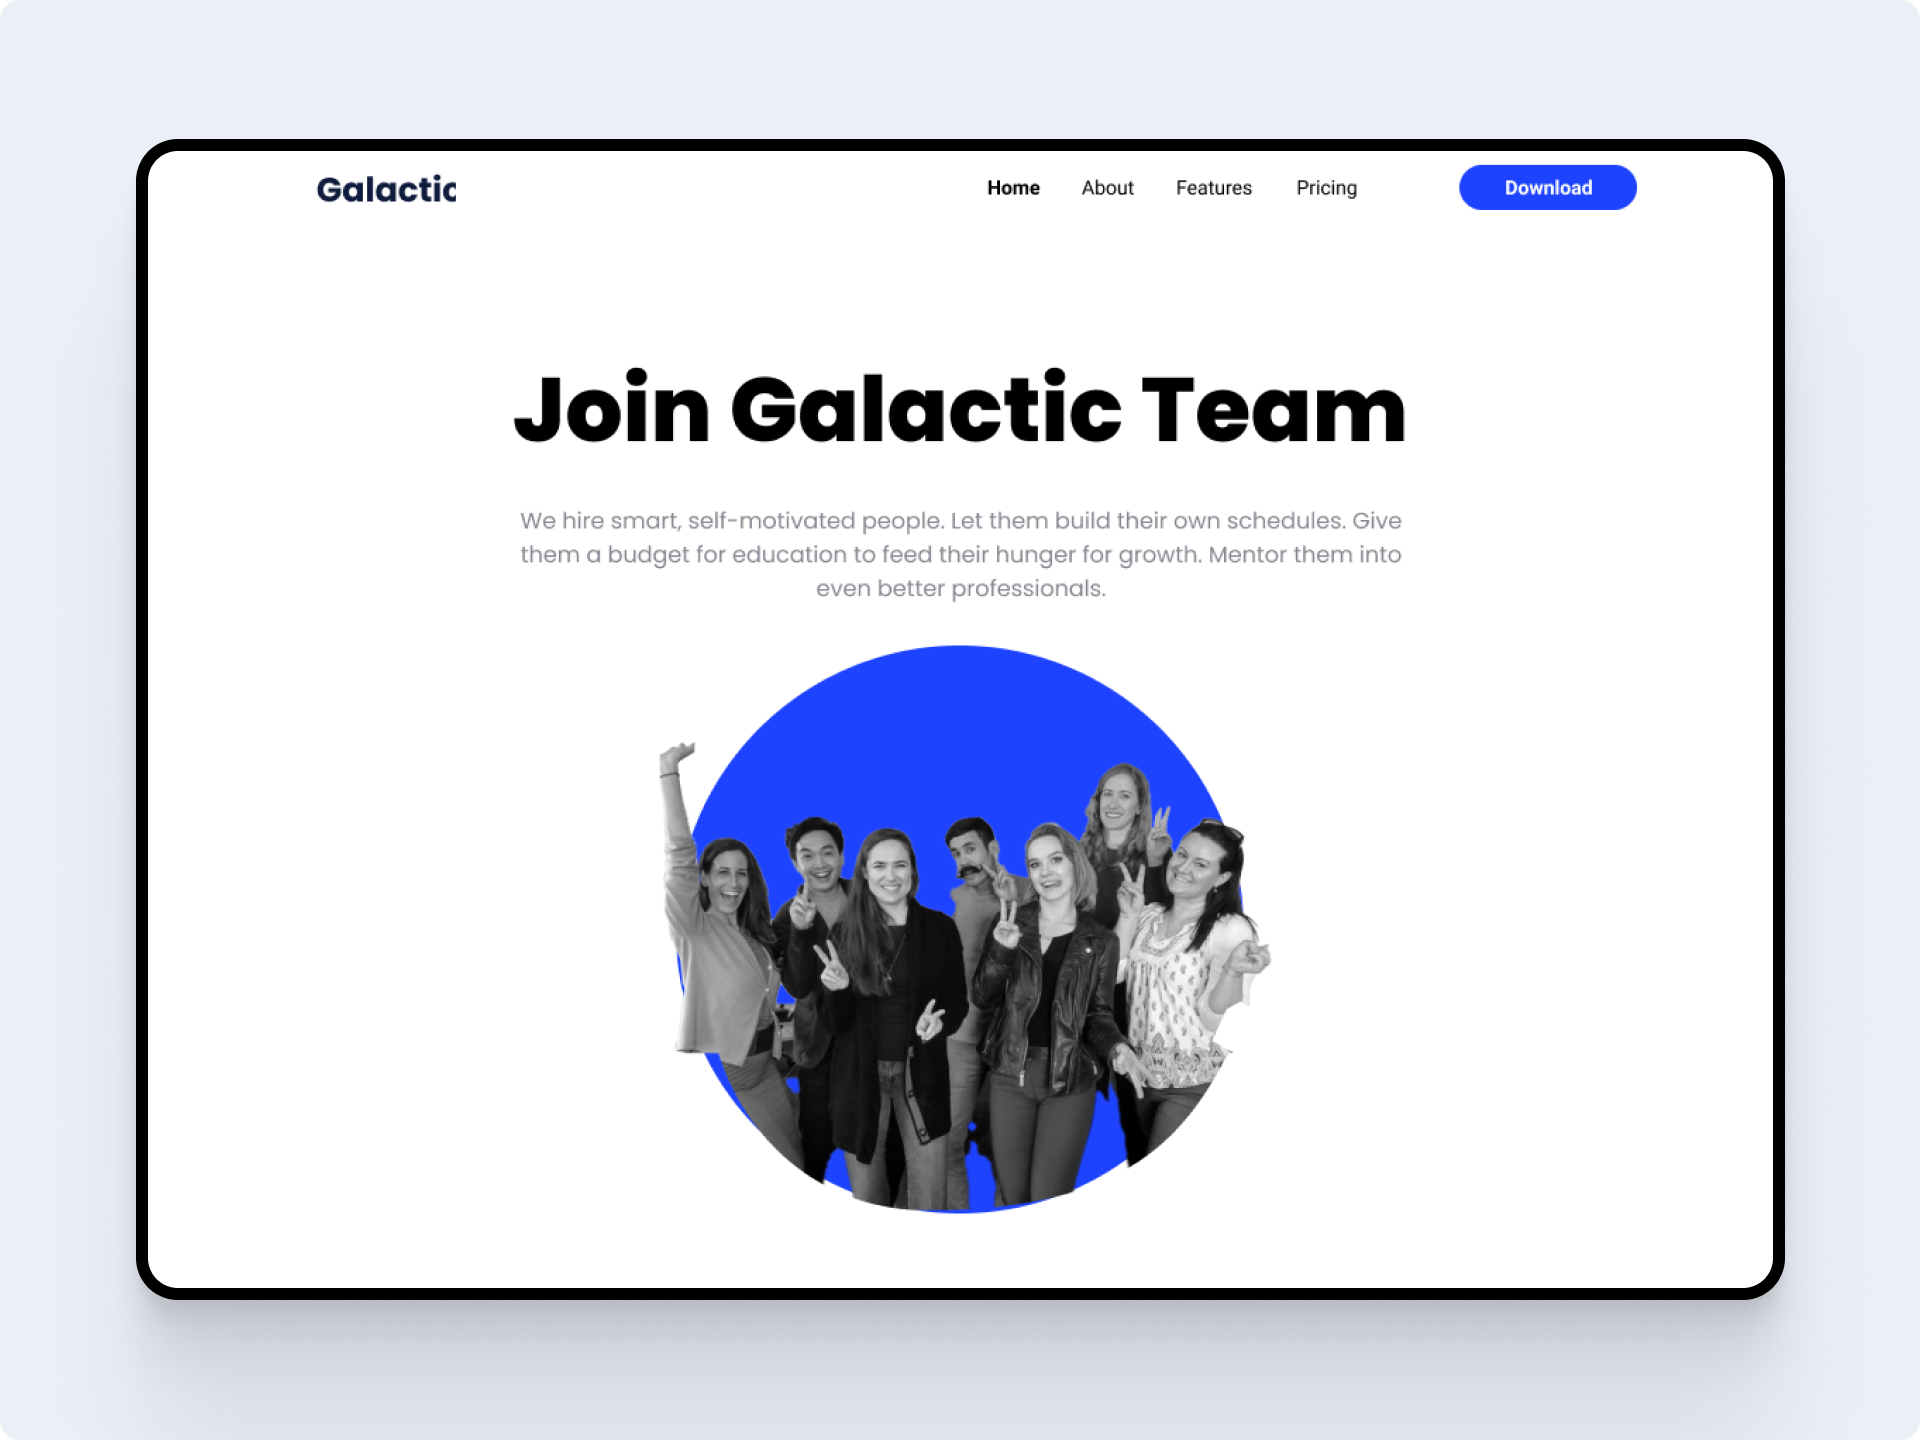 Galactic
Home About Features Pricing Download
Join Galactic Team
We hire smart, self-motivated people. Let them build their own schedules. Give
them a budget for education to feed their hunger for growth. Mentor them into
even better professionals.